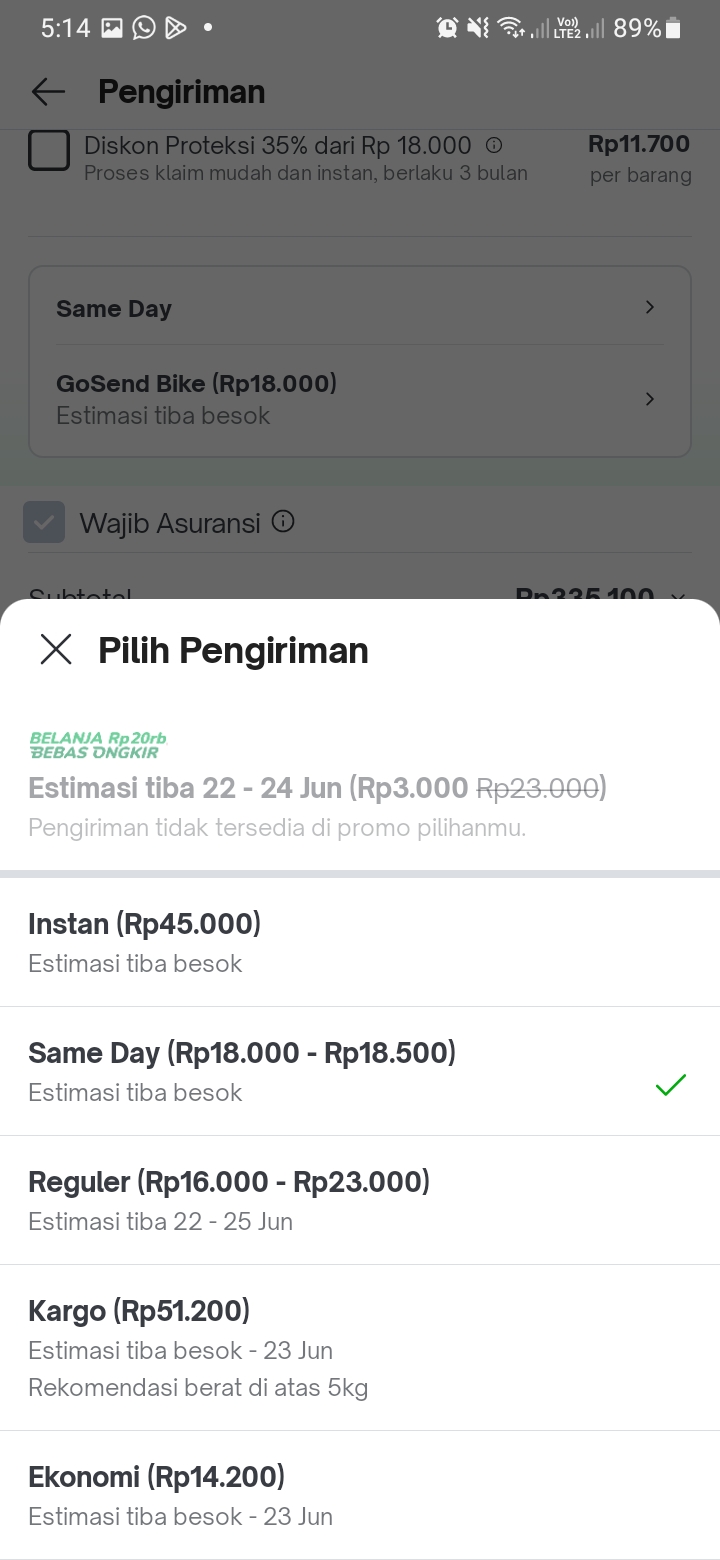 5:14
Vo))
LTE2
89%
Pengiriman
Diskon Proteksi 35% dari Rp 18.000
Rp11.700
Proses klaim mudah dan instan, berlaku 3 bulan
per barang
Same Day
GoSend Bike (Rp18.000)
Estimasi tiba besok
Wajib Asuransi
Subtotal
Rp335.100
Pilih Pengiriman
BELANJA Rp20rb
BEBAS ONGKIR
Estimasi tiba 22 - 24 Jun (Rp3.000 Rp23.000)
Pengiriman tidak tersedia di promo pilihanmu.
Instan (Rp45.000)
Estimasi tiba besok
Same Day (Rp18.000 - Rp18.500)
Estimasi tiba besok
Reguler (Rp16.000 - Rp23.000)
Estimasi tiba 22 - 25 Jun
Kargo (Rp51.200)
Estimasi tiba besok - 23 Jun
Rekomendasi berat di atas 5kg
Ekonomi (Rp14.200)
Estimasi tiba besok - 23 Jun